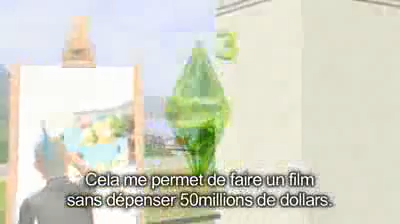 Cela me permet de faire un film
sans dépenser 50millions de dollars.